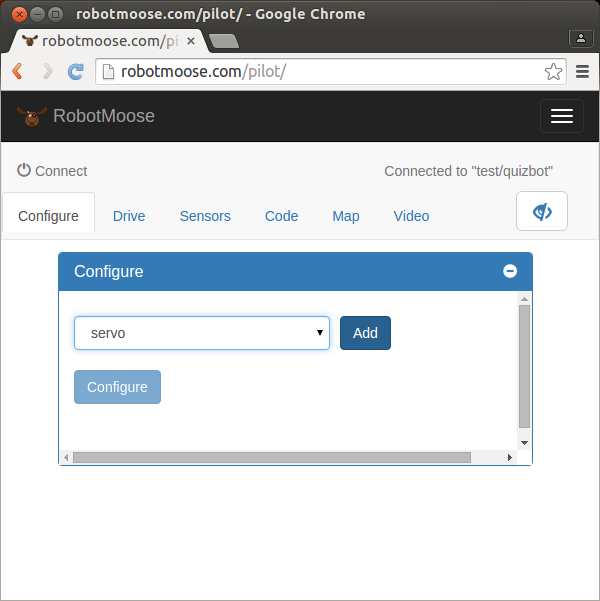 robotmoose.com/pilot/ - Google Chrome
robotmoose.com/pi
robotmoose.com/pilot/
RobotMoose
Connect Connected to "test/quizbot"
Configure Drive Sensors Code Map Video
Configure
servo Add
Configure